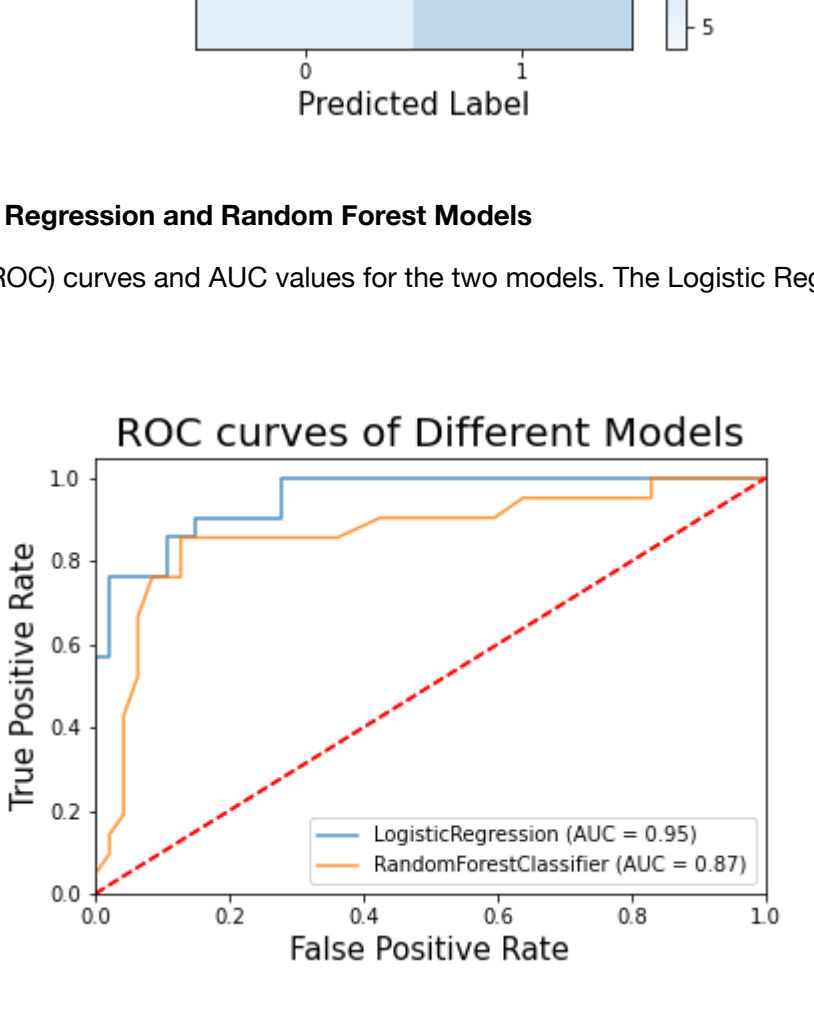 5
0 1
Predicted Label
Regression and Random Forest Models
ROC) curves and AUC values for the two models. The Logistic Reg
ROC curves of Different Models
True Positive Rate
1.0
0.8
0.6
0.4
0.2
0.0
LogisticRegression (AUC = 0.95)
RandomForestClassifier (AUC = 0.87)
0.0 0.2 0.4 0.6 0.8 1.0
False Positive Rate